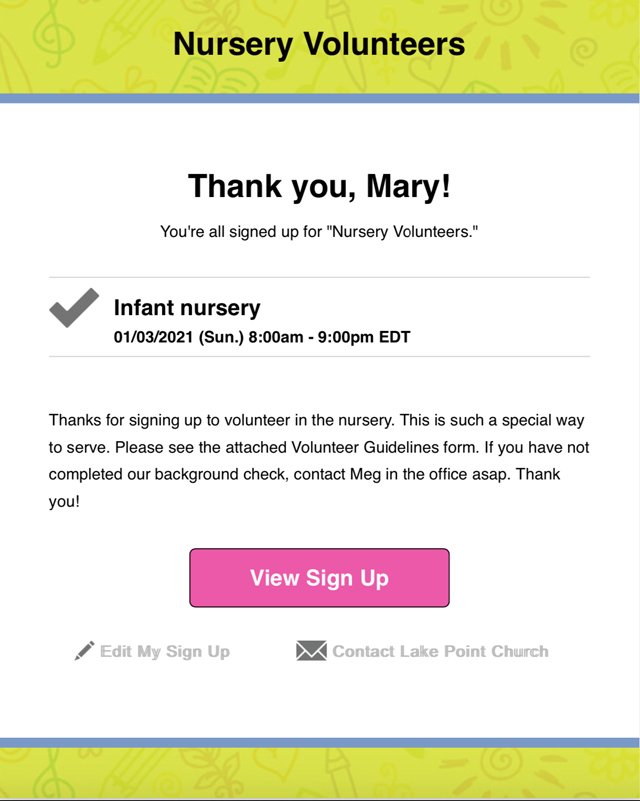 Nursery Volunteers
Thank you, Mary!
You're all signed up for "Nursery Volunteers."
Infant nursery
01/03/2021 (Sun.) 8:00am - 9:00pm EDT
Thanks for signing up to volunteer in the nursery. This is such a special way
to serve. Please see the attached Volunteer Guidelines form. If you have not
completed our background check, contact Meg in the office asap. Thank
you!
View Sign Up
Edit My Sign Up
Contact Lake Point Church